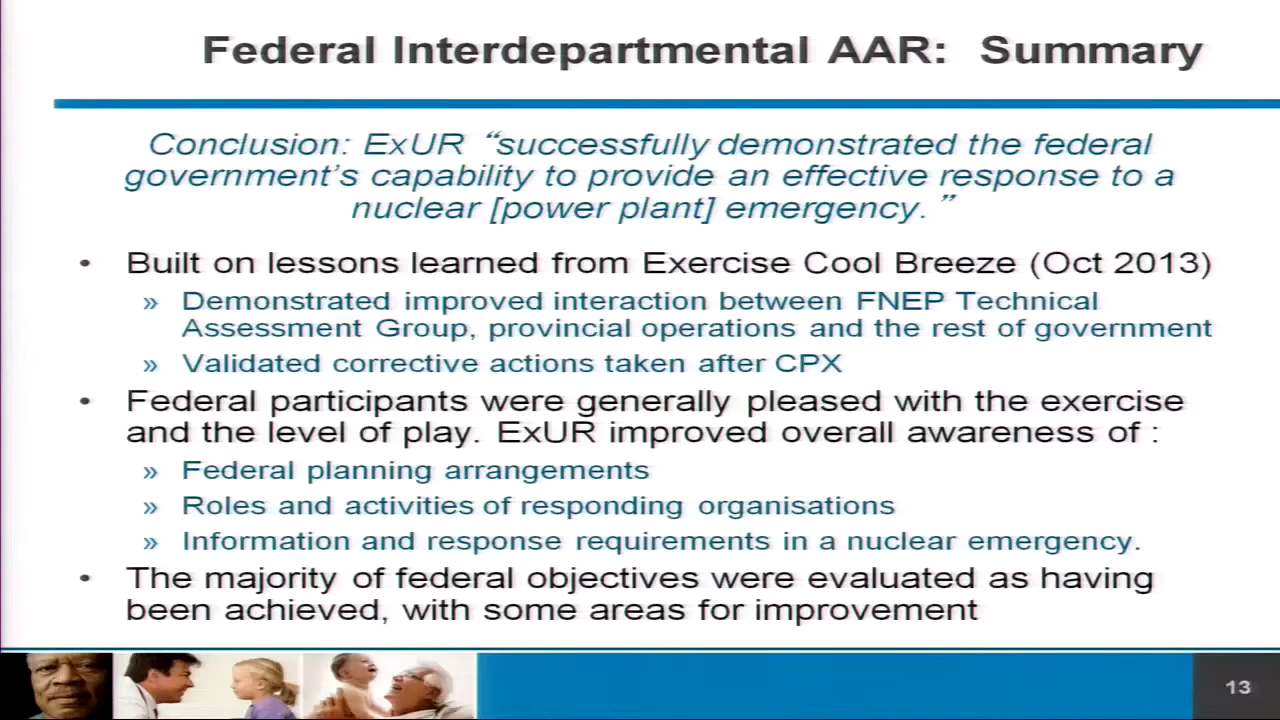 Federal Interdepartmental AAR: Summary
Conclusion: ExUR “successfully demonstrated the federal
government’s capability to provide an effective response to a
nuclear [power plant] emergency.”
• Built on lessons learned from Exercise Cool Breeze (Oct 2013)
» Demonstrated improved interaction between FNEP Technical
Assessment Group, provincial operations and the rest of government
» Validated corrective actions taken after CPX
• Federal participants were generally pleased with the exercise
and the level of play. ExUR improved overall awareness of :
» Federal planning arrangements
» Roles and activities of responding organisations
» Information and response requirements in a nuclear emergency.
• The majority of federal objectives were evaluated as having
been achieved, with some areas for improvement
13